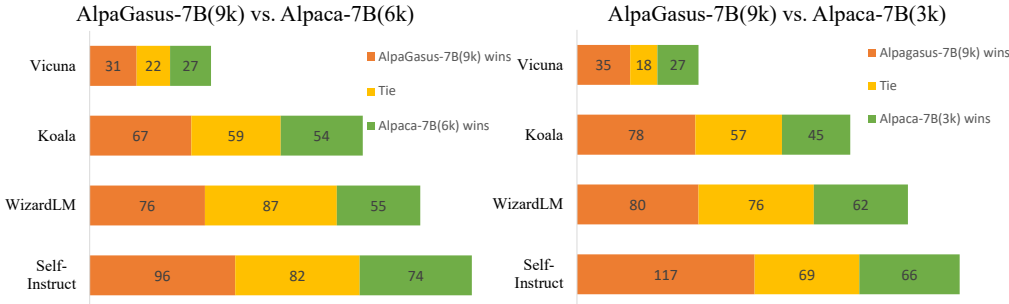 AlpaGasus-7B(9k) vs. Alpaca-7B(6k)
Vicuna
31
22
27
AlpaGasus-7B(9k) wins
Tie
Alpaca-7B(6k) wins
Koala
67
59
54
WizardLM
76
87
55
Self-
Instruct
96
82
74
AlpaGasus-7B(9k) vs. Alpaca-7B(3k)
Vicuna
35
18
27
Alpagasus-7B(9k) wins
Tie
Alpaca-7B(3k) wins
Koala
78
57
45
WizardLM
80
76
62
Self-
Instruct
117
69
66